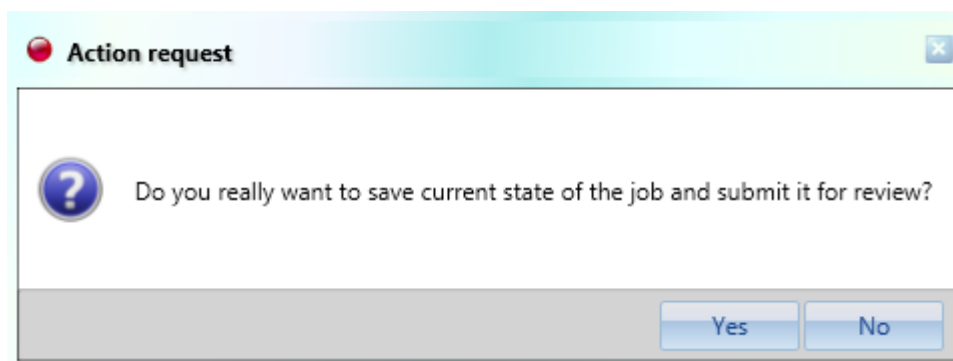 Action request
Do you really want to save current state of the job and submit it for review?
Yes
No